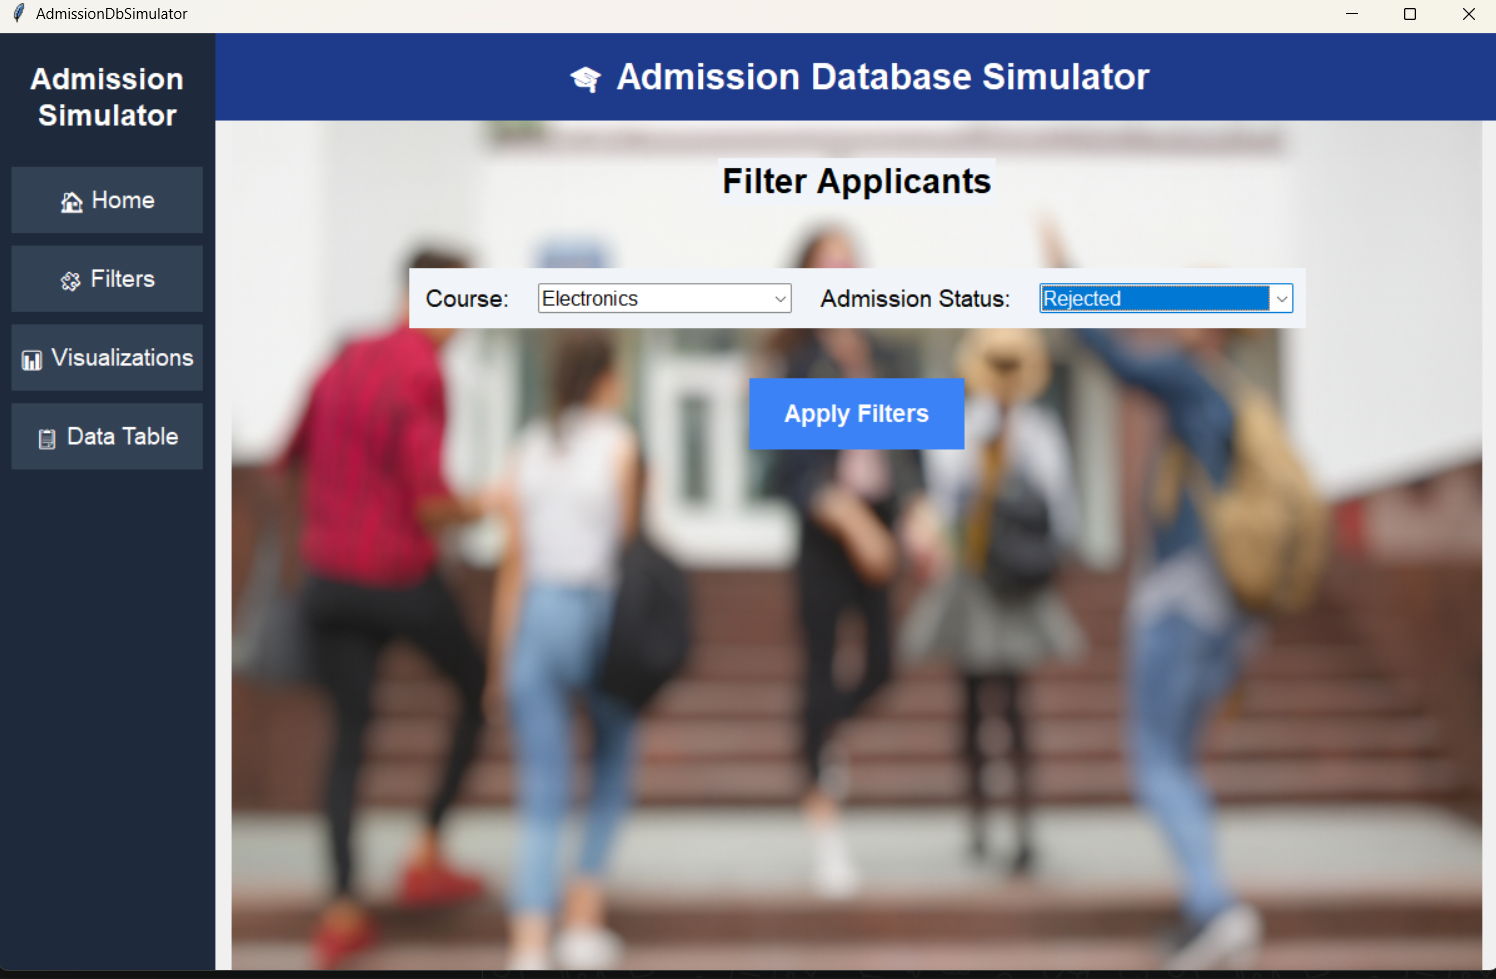 AdmissionDbSimulator
Admission
Simulator
Home
Filters
Visualizations
Data Table
Admission Database Simulator
Filter Applicants
Course: Electronics Admission Status: Rejected
Apply Filters